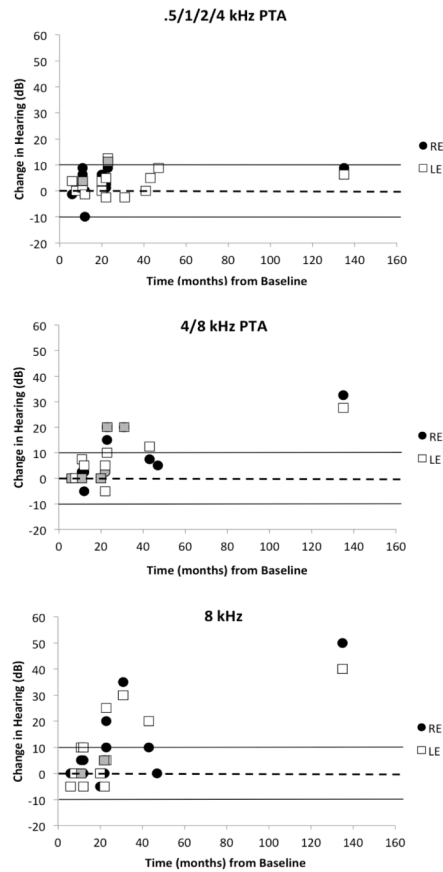 .5/1/2/4 kHz PTA
Change in Hearing (dB)
60
50
40
30
20
10
0
-10
-20
0 20 40 60 80 100 120 140 160
Time (months) from Baseline
RE
LE
4/8 kHz PTA
Change in Hearing (dB)
60
50
40
30
20
10
0
-10
-20
0 20 40 60 80 100 120 140 160
Time (months) from Baseline
RE
LE
8 kHz
Change in Hearing (dB)
60
50
40
30
20
10
0
-10
-20
0 20 40 60 80 100 120 140 160
Time (months) from Baseline
RE
LE